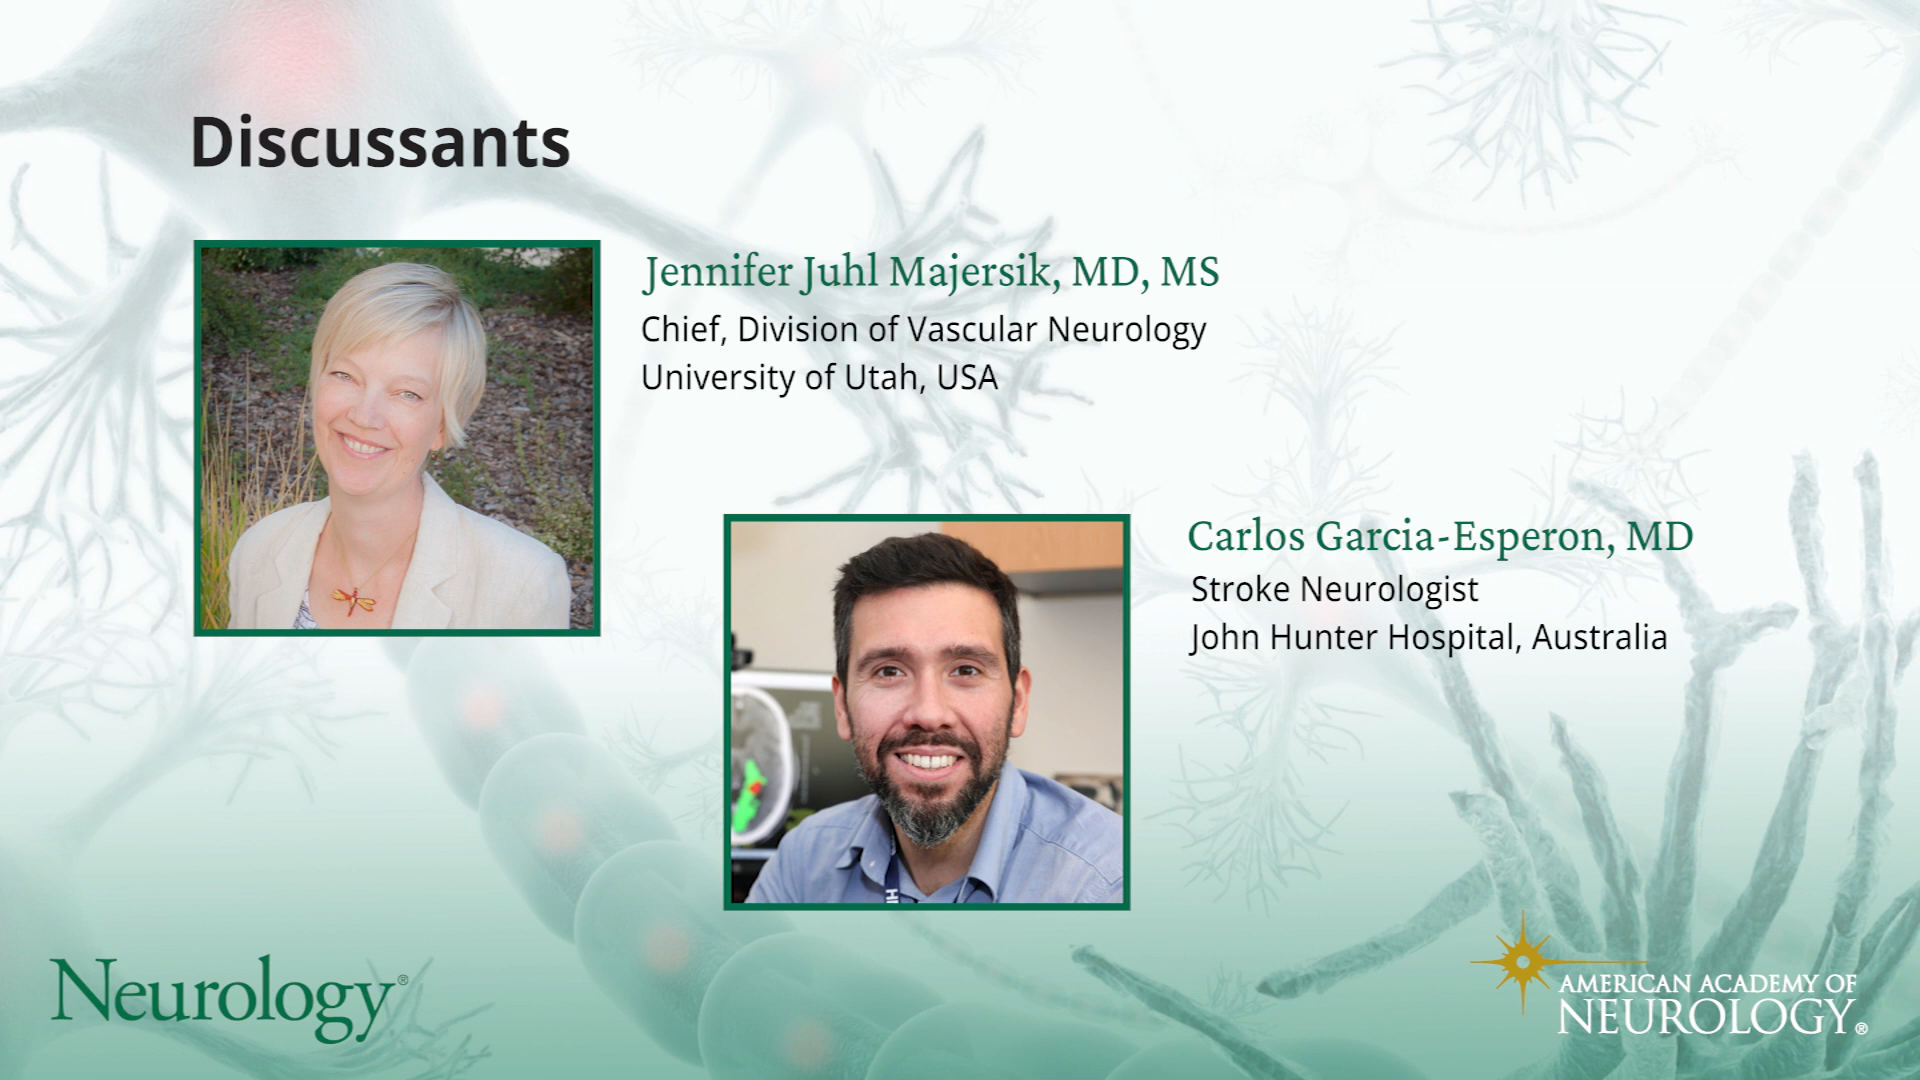 Discussants
Jennifer Juhl Majersik, MD, MS
Chief, Division of Vascular Neurology
University of Utah, USA
Carlos Garcia-Esperon, MD
Stroke Neurologist
John Hunter Hospital, Australia
Neurology®
AMERICAN ACADEMY OF
NEUROLOGY®